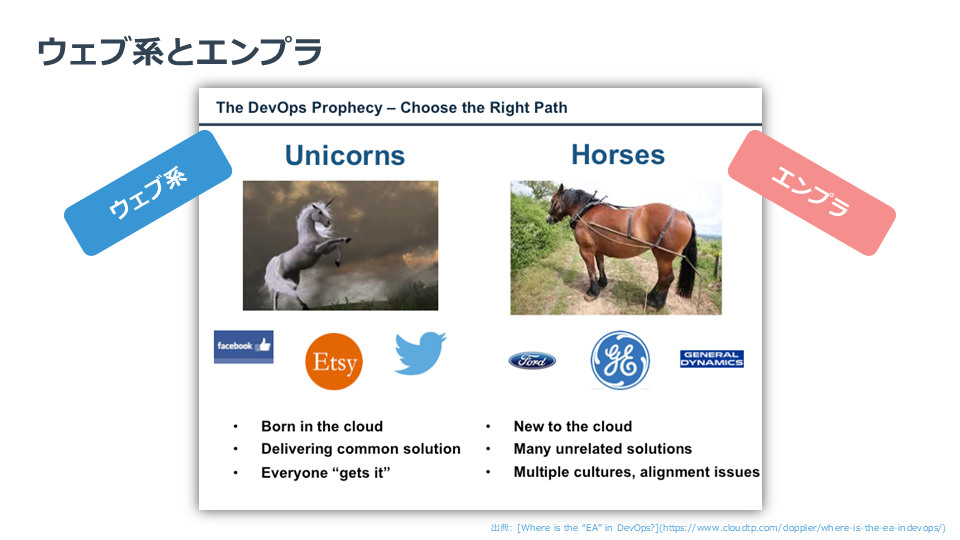 ウェブ系とエンプラ
The DevOps Prophecy – Choose the Right Path
ウェブ系
エンプラ
Unicorns
Horses
facebook
Etsy
Ford
GE
GENERAL DYNAMICS
• Born in the cloud
• Delivering common solution
• Everyone “gets it”
• New to the cloud
• Many unrelated solutions
• Multiple cultures, alignment issues
出典: [Where is the “EA” in DevOps?](https://www.cloudtp.com/doppler/where-is-the-ea-indevops/)